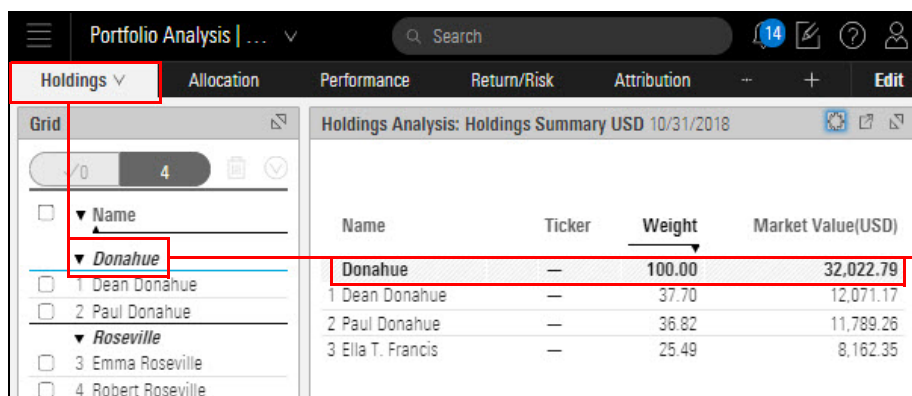 Portfolio Analysis | ...
Search
14
Holdings
Allocation
Performance
Return/Risk
Attribution
...
+
Edit
Grid
✓0
4
▼ Name
▼ Donahue
1 Dean Donahue
2 Paul Donahue
▼ Roseville
3 Emma Roseville
4 Robert Roseville
Holdings Analysis: Holdings Summary USD 10/31/2018
Name Ticker Weight Market Value(USD)
Donahue — 100.00 32,022.79
1 Dean Donahue — 37.70 12,071.17
2 Paul Donahue — 36.82 11,789.26
3 Ella T. Francis — 25.49 8,162.35